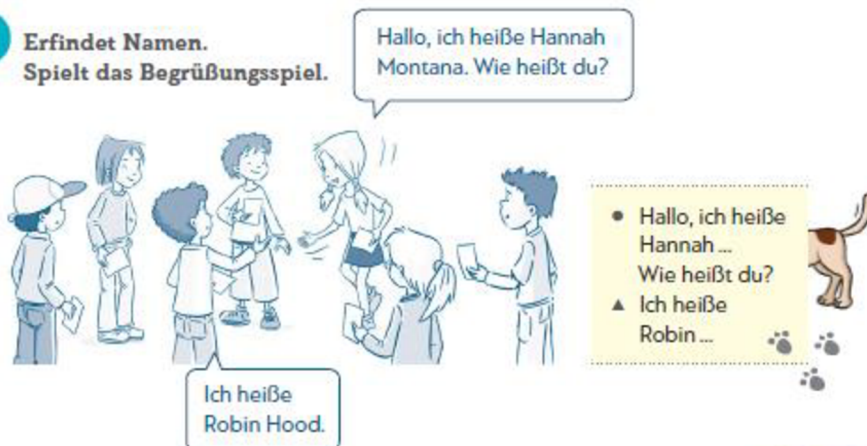 Erfindet Namen.
Spielt das Begrüßungsspiel.
Hallo, ich heiße Hannah
Montana. Wie heißt du?
Ich heiße
Robin Hood.
● Hallo, ich heiße
Hannah ...
Wie heißt du?
▲ Ich heiße
Robin ...